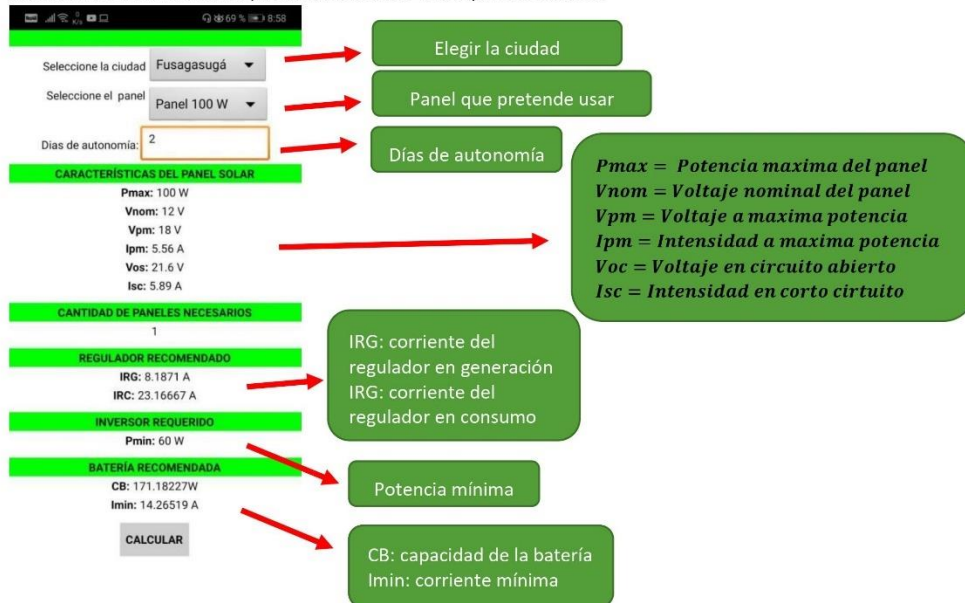 0
K/s
69 %
8:58
Seleccione la ciudad
Fusagasugá
Seleccione el panel
Panel 100 W
Dias de autonomía:
2
CARACTERÍSTICAS DEL PANEL SOLAR
Pmax: 100 W
Vnom: 12 V
Vpm: 18 V
Ipm: 5.56 A
Vos: 21.6 V
Isc: 5.89 A
CANTIDAD DE PANELES NECESARIOS
1
REGULADOR RECOMENDADO
IRG: 8.1871 A
IRC: 23.16667 A
INVERSOR REQUERIDO
Pmin: 60 W
BATERÍA RECOMENDADA
CB: 171.18227W
Imin: 14.26519 A
CALCULAR
Elegir la ciudad
Panel que pretende usar
Días de autonomía
Pmax = Potencia maxima del panel
Vnom = Voltaje nominal del panel
Vpm = Voltaje a maxima potencia
Ipm = Intensidad a maxima potencia
Voc = Voltaje en circuito abierto
Isc = Intensidad en corto cirtuito
IRG: corriente del
regulador en generación
IRG: corriente del
regulador en consumo
Potencia mínima
CB: capacidad de la batería
Imin: corriente mínima